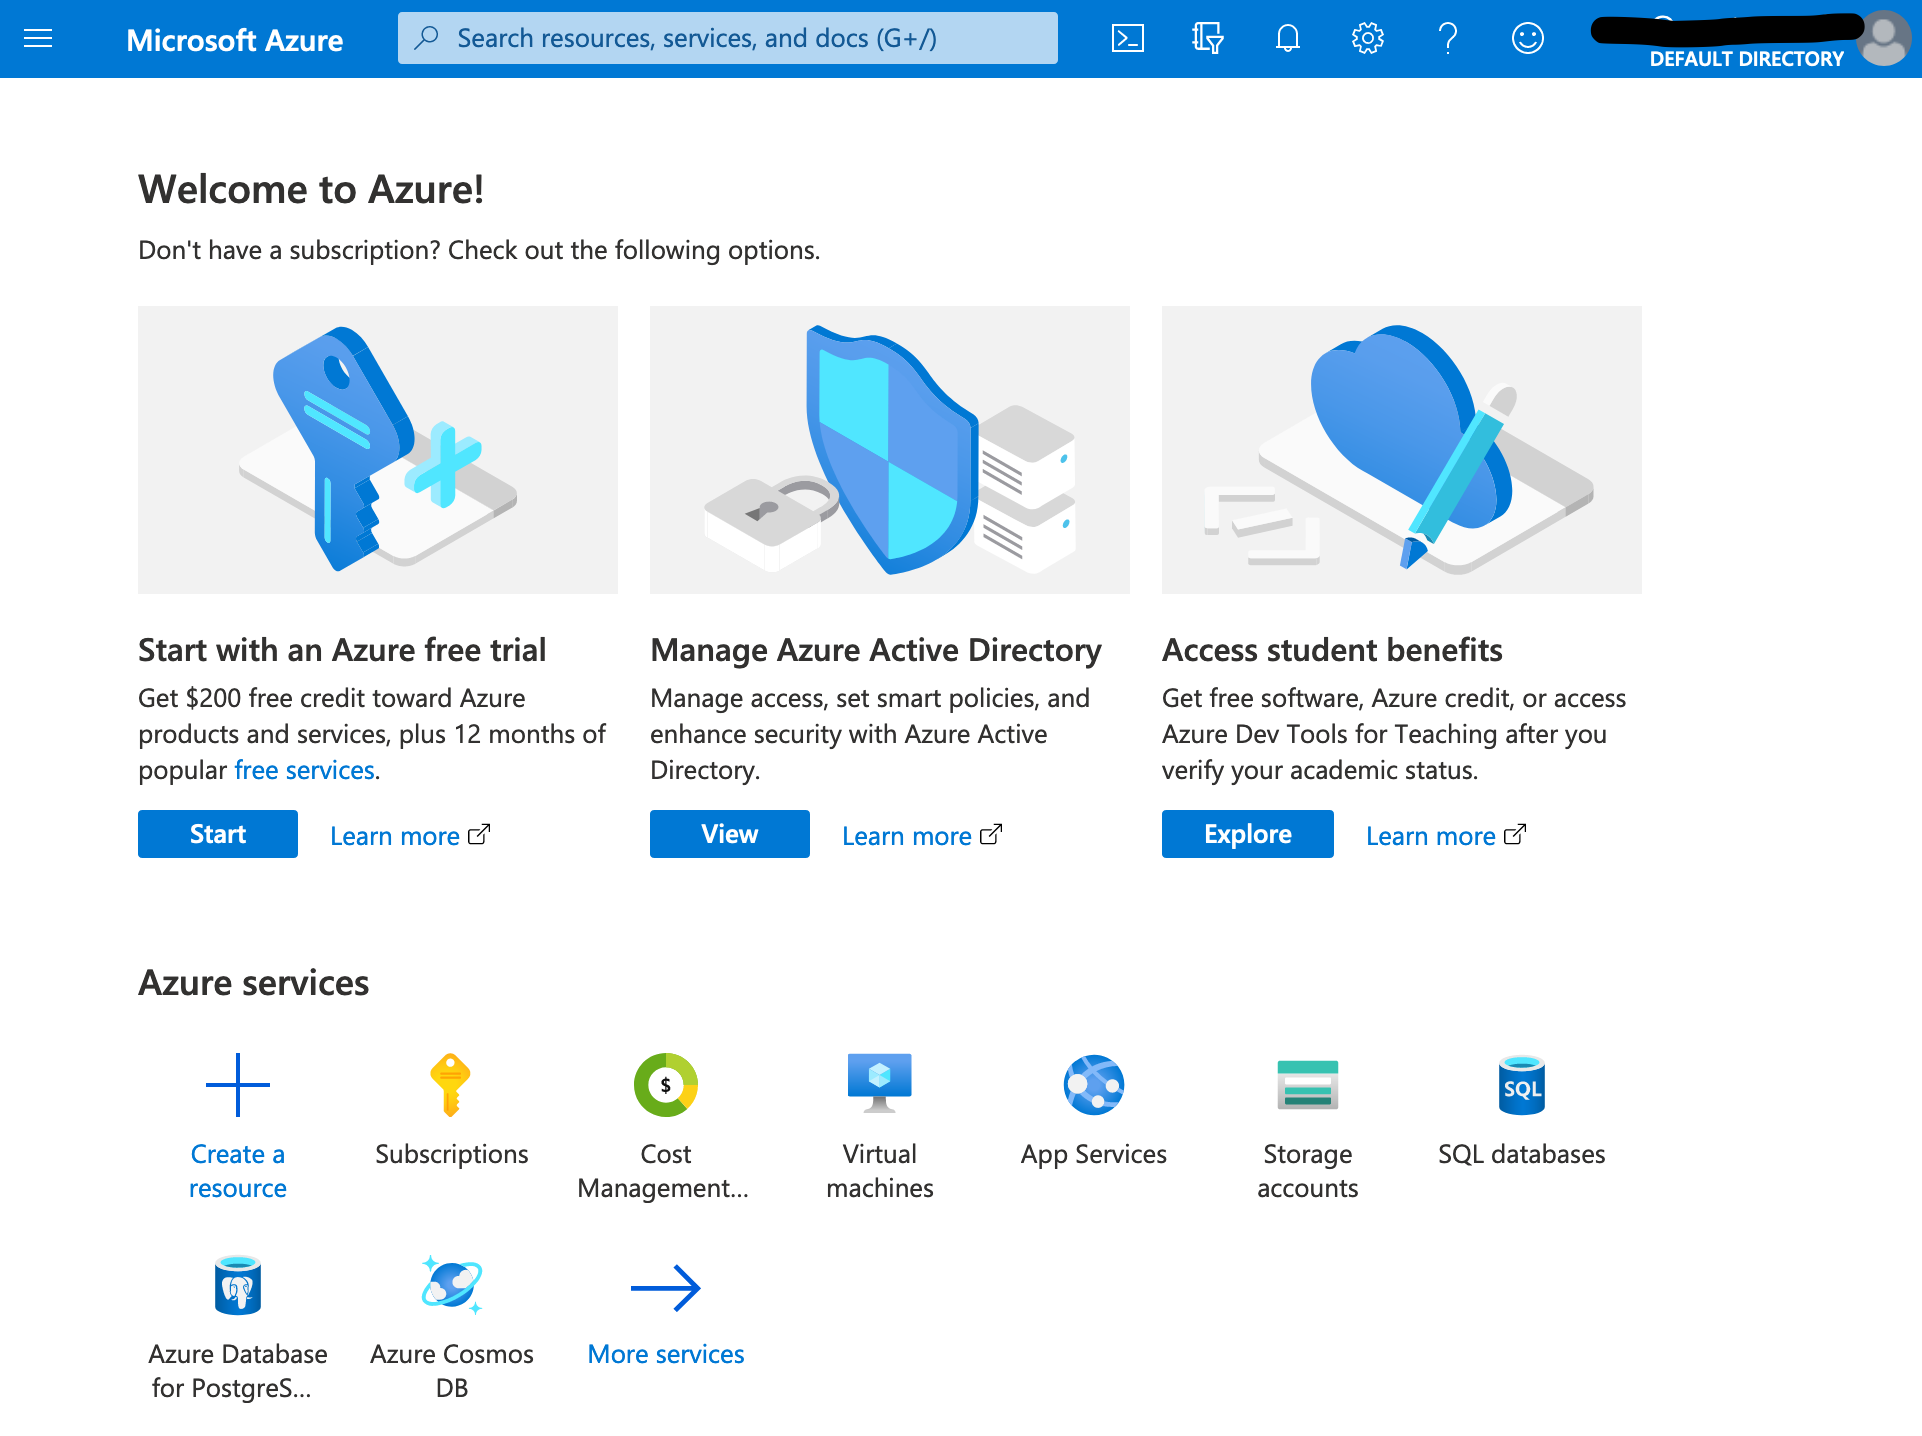 Microsoft Azure
Search resources, services, and docs (G+/)
DEFAULT DIRECTORY
Welcome to Azure!
Don't have a subscription? Check out the following options.
Start with an Azure free trial
Get $200 free credit toward Azure
products and services, plus 12 months of
popular free services.
Start
Learn more
Manage Azure Active Directory
Manage access, set smart policies, and
enhance security with Azure Active
Directory.
View
Learn more
Access student benefits
Get free software, Azure credit, or access
Azure Dev Tools for Teaching after you
verify your academic status.
Explore
Learn more
Azure services
Create a
resource
Subscriptions
$
Cost
Management...
Virtual
machines
App Services
Storage
accounts
SQL
SQL databases
Azure Database
for PostgreS...
Azure Cosmos
DB
More services